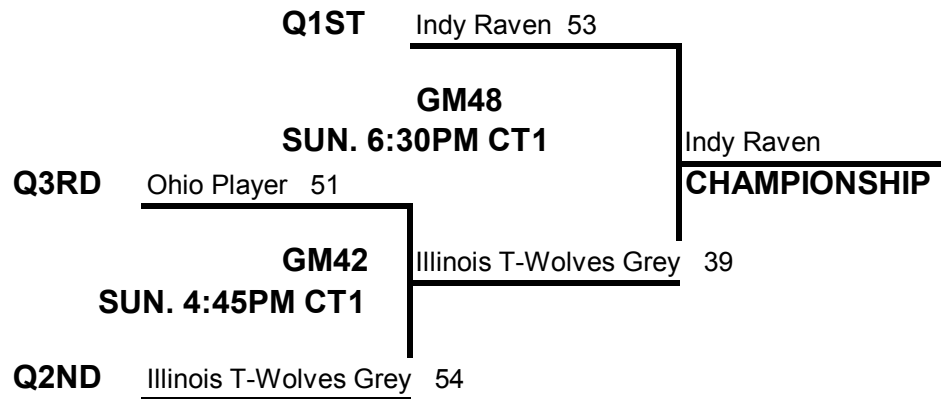 Q1ST Indy Raven 53
GM48
SUN. 6:30PM CT1
Indy Raven
CHAMPIONSHIP
Q3RD Ohio Player 51
GM42
SUN. 4:45PM CT1
Illinois T-Wolves Grey 39
Q2ND Illinois T-Wolves Grey 54